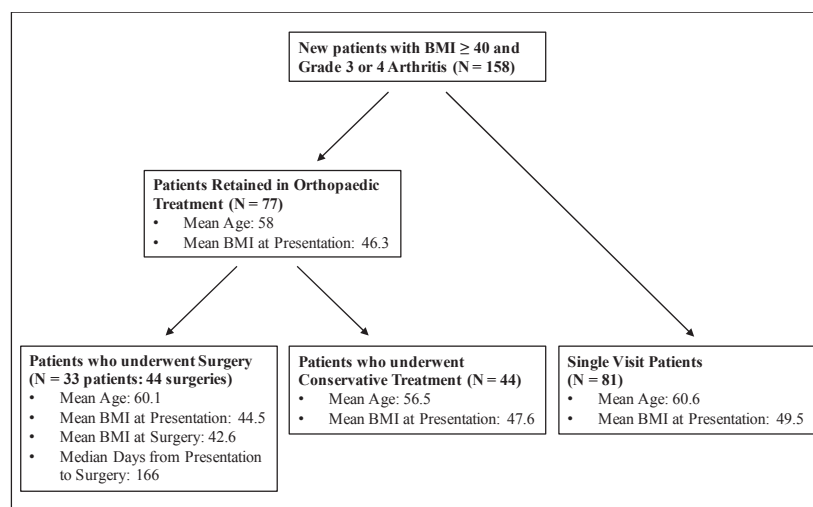 New patients with BMI ≥ 40 and
Grade 3 or 4 Arthritis (N = 158)
Patients Retained in Orthopaedic
Treatment (N = 77)
• Mean Age: 58
• Mean BMI at Presentation: 46.3
Patients who underwent Surgery
(N = 33 patients: 44 surgeries)
• Mean Age: 60.1
• Mean BMI at Presentation: 44.5
• Mean BMI at Surgery: 42.6
• Median Days from Presentation
to Surgery: 166
Patients who underwent
Conservative Treatment (N = 44)
• Mean Age: 56.5
• Mean BMI at Presentation: 47.6
Single Visit Patients
(N = 81)
• Mean Age: 60.6
• Mean BMI at Presentation: 49.5